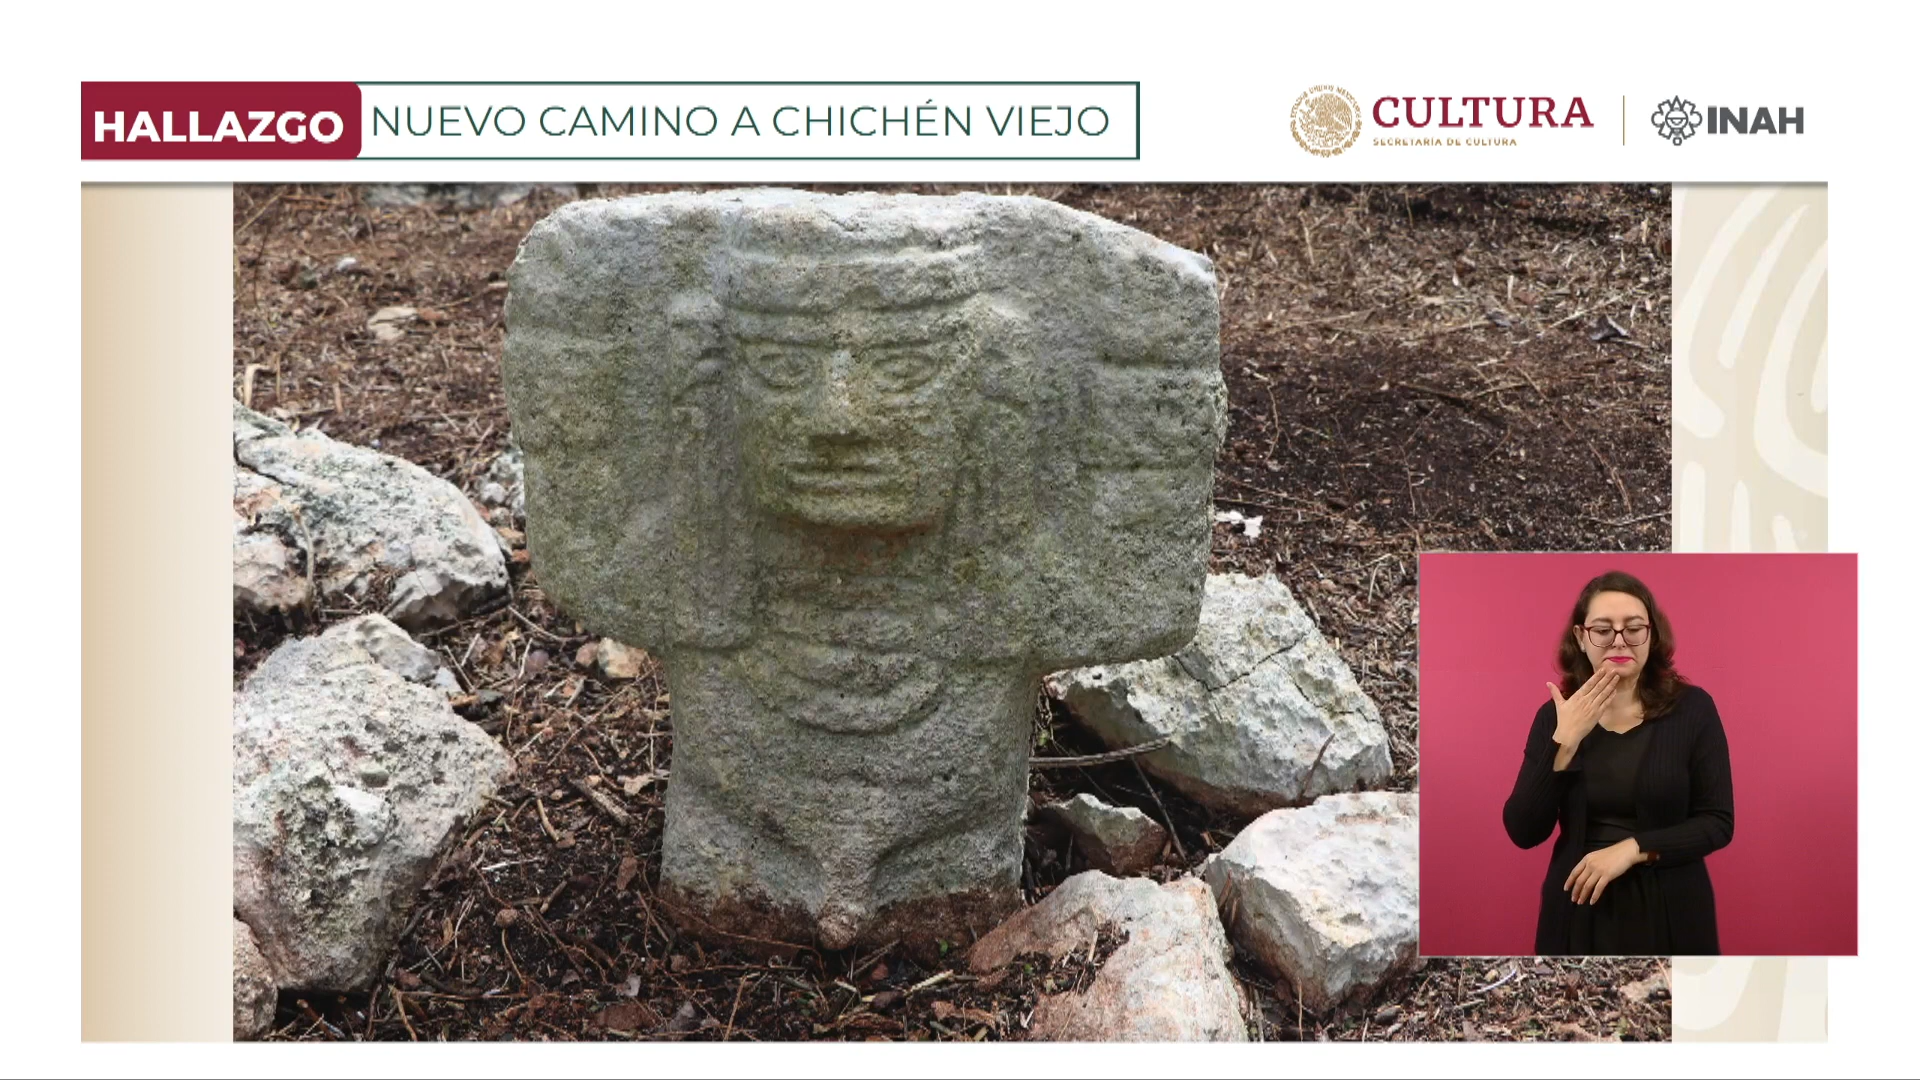 HALLAZGO NUEVO CAMINO A CHICHÉN VIEJO
CULTURA
SECRETARÍA DE CULTURA
INAH